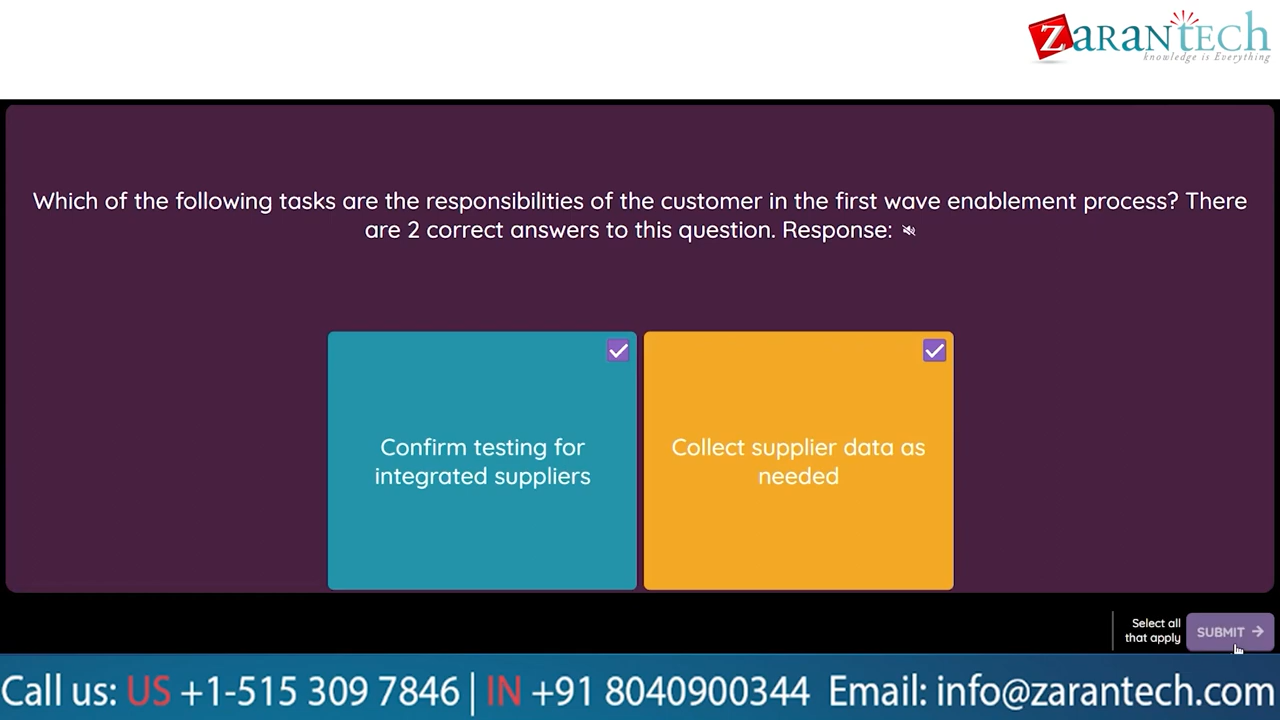 ZARANTECH
knowledge is Everything
Which of the following tasks are the responsibilities of the customer in the first wave enablement process? There
are 2 correct answers to this question. Response:
Confirm testing for
integrated suppliers
Collect supplier data as
needed
Select all
that apply
SUBMIT
Call us: US +1-515 309 7846 | IN +91 8040900344 Email: info@zarantech.com